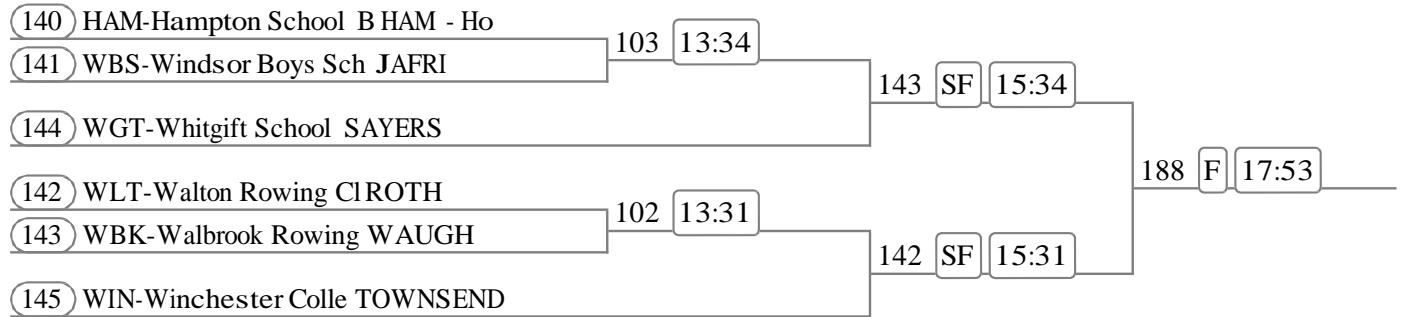 140 HAM-Hampton School B HAM - Ho
103 13:34
141 WBS-Windsor Boys Sch JAFRI
143 SF 15:34
144 WGT-Whitgift School SAYERS
188 F 17:53
142 WLT-Walton Rowing Cl ROTH
102 13:31
143 WBK-Walbrook Rowing WAUGH
142 SF 15:31
145 WIN-Winchester Colle TOWNSEND